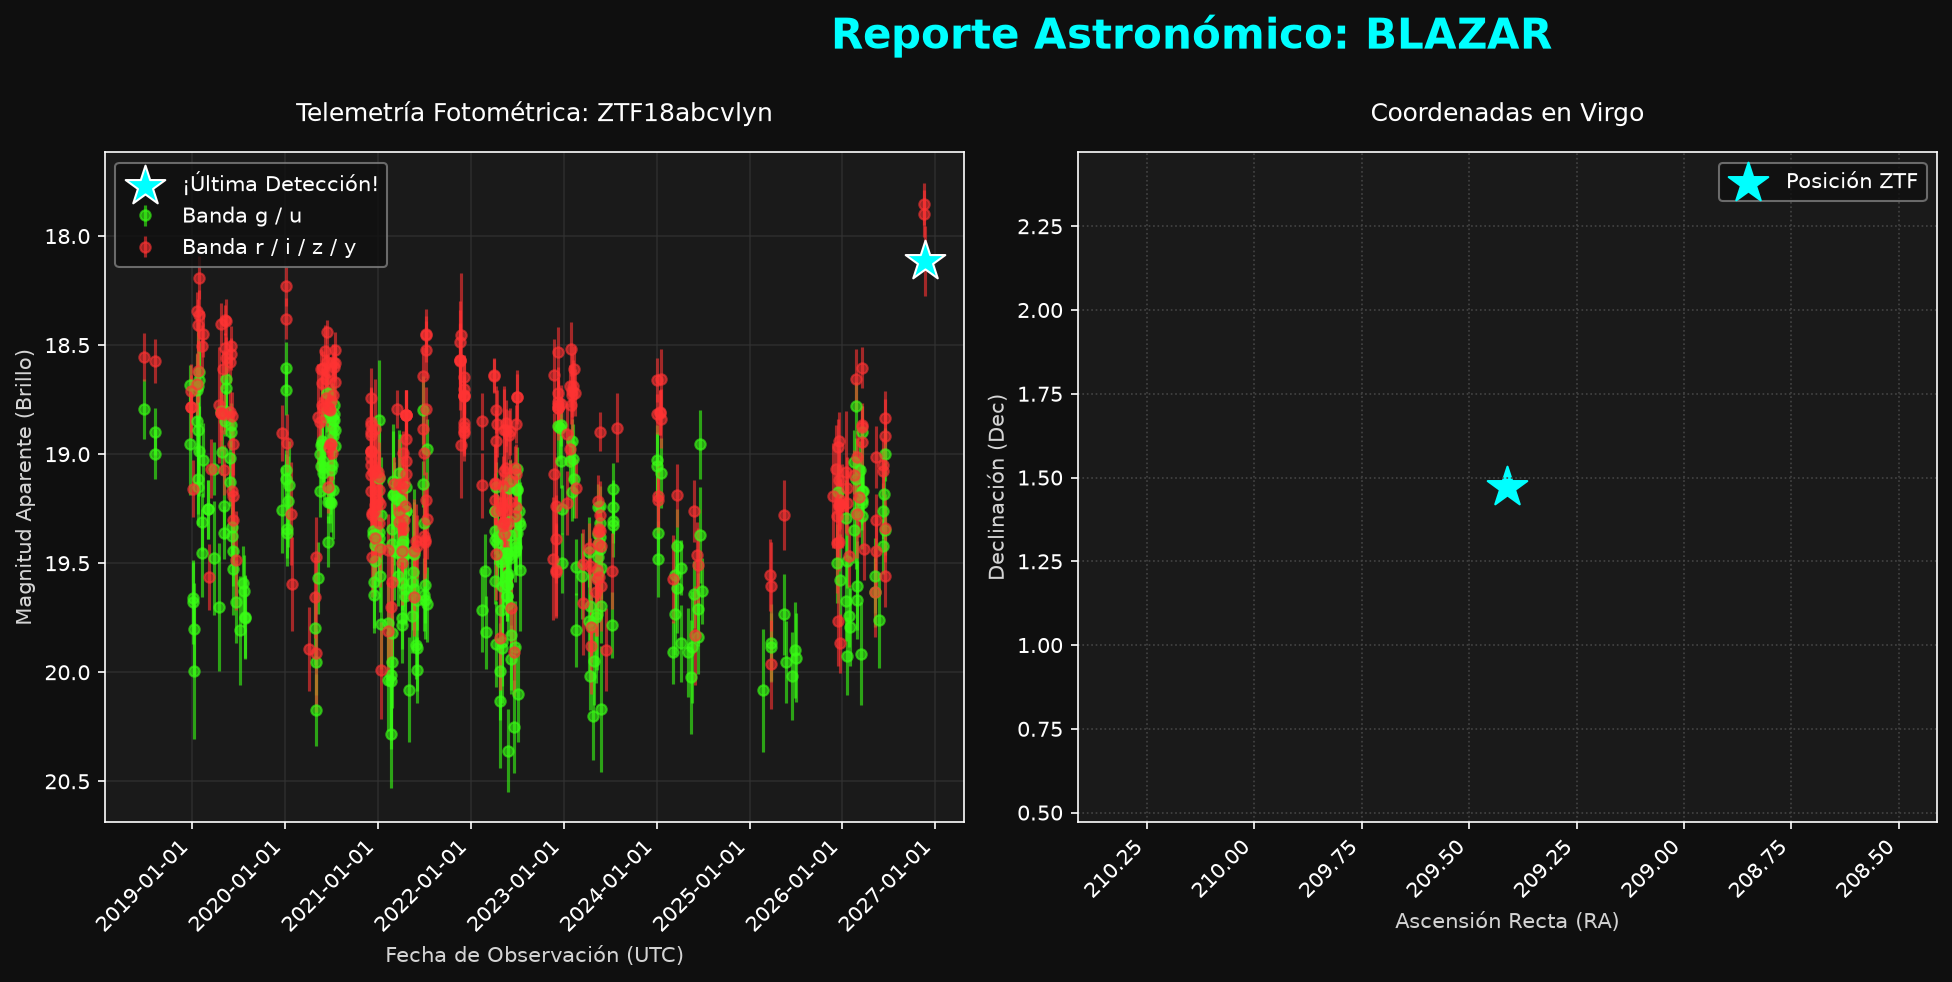 Reporte Astronómico: BLAZAR
Telemetría Fotométrica: ZTF18abcvlyn
¡Última Detección!
Banda g / u
Banda r / i / z / y
Magnitud Aparente (Brillo)
18.0
18.5
19.0
19.5
20.0
20.5
2019-01-01
2020-01-01
2021-01-01
2022-01-01
2023-01-01
2024-01-01
2025-01-01
2026-01-01
2027-01-01
Fecha de Observación (UTC)
Coordenadas en Virgo
Posición ZTF
Declinación (Dec)
2.25
2.00
1.75
1.50
1.25
1.00
0.75
0.50
210.25
210.00
209.75
209.50
209.25
209.00
208.75
208.50
Ascensión Recta (RA)